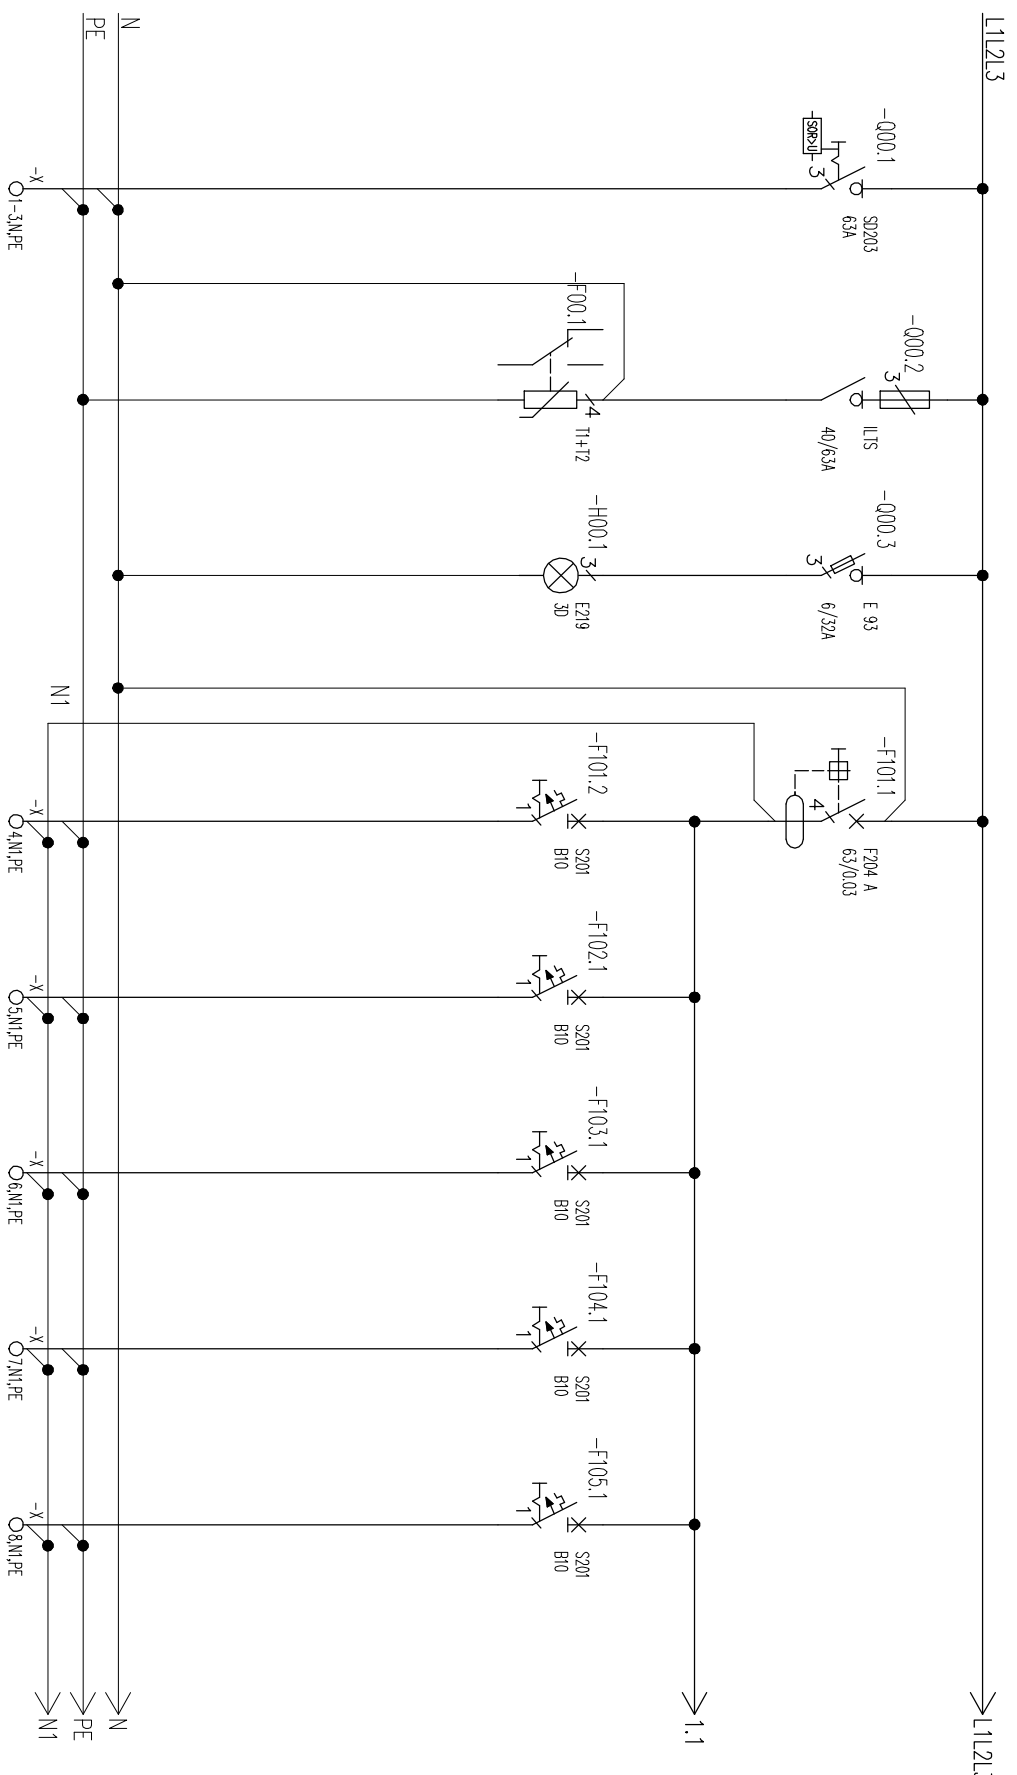 L1L2L3
N
PE
-Q00.1
SD203
63A
3
SOR>U
-X
1-3,N,PE
-Q00.2
3
ILTS
40/63A
-F00.1
4
T1+T2
-Q00.3
3
E 93
6/32A
-H00.1
3
E219
3D
N1
-F101.1
4
F204 A
63/0.03
-F101.2
1
S201
B10
-X
4,N1,PE
-F102.1
1
S201
B10
-X
5,N1,PE
-F103.1
1
S201
B10
-X
6,N1,PE
-F104.1
1
S201
B10
-X
7,N1,PE
-F105.1
1
S201
B10
-X
8,N1,PE
L1L2L3
1.1
N
PE
N1